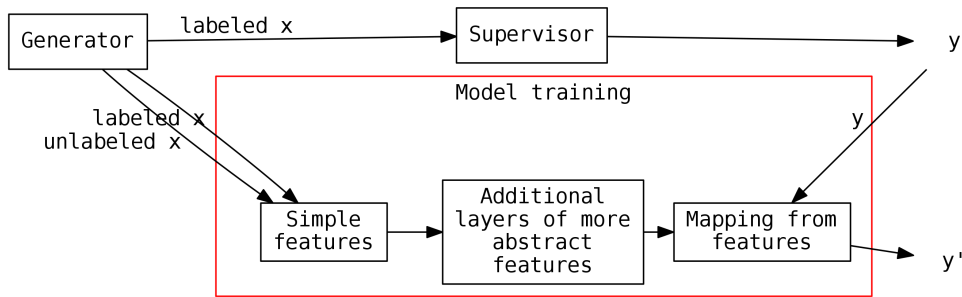 Generator
labeled x
Supervisor
y
Model training
labeled x
unlabeled x
y
Simple
features
Additional
layers of more
abstract
features
Mapping from
features
y'